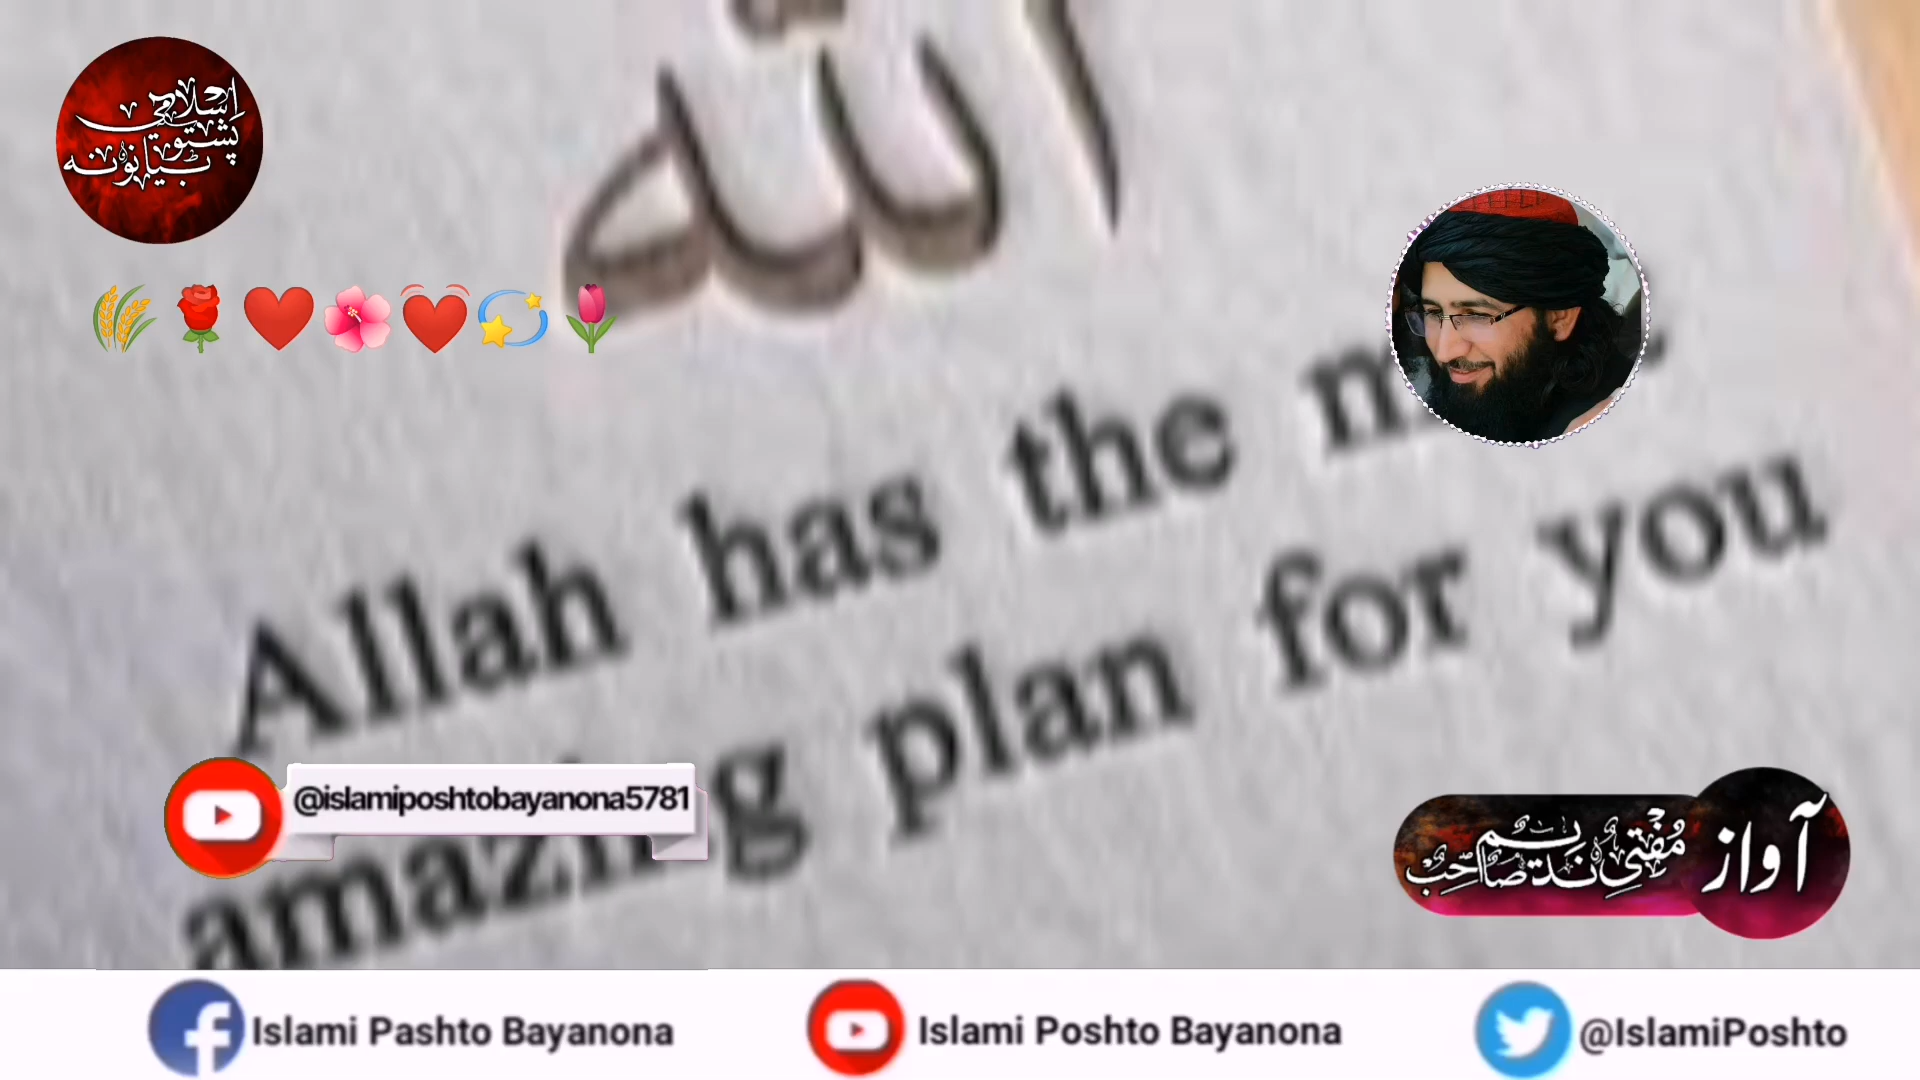 اسلامی
پشتو
بیانونه
الله
Allah has the
amazing plan for you
@islamiposhtobayanona5781
آواز
مفتی ندیم صاحب
Islami Pashto Bayanona
Islami Poshto Bayanona
@IslamiPoshto